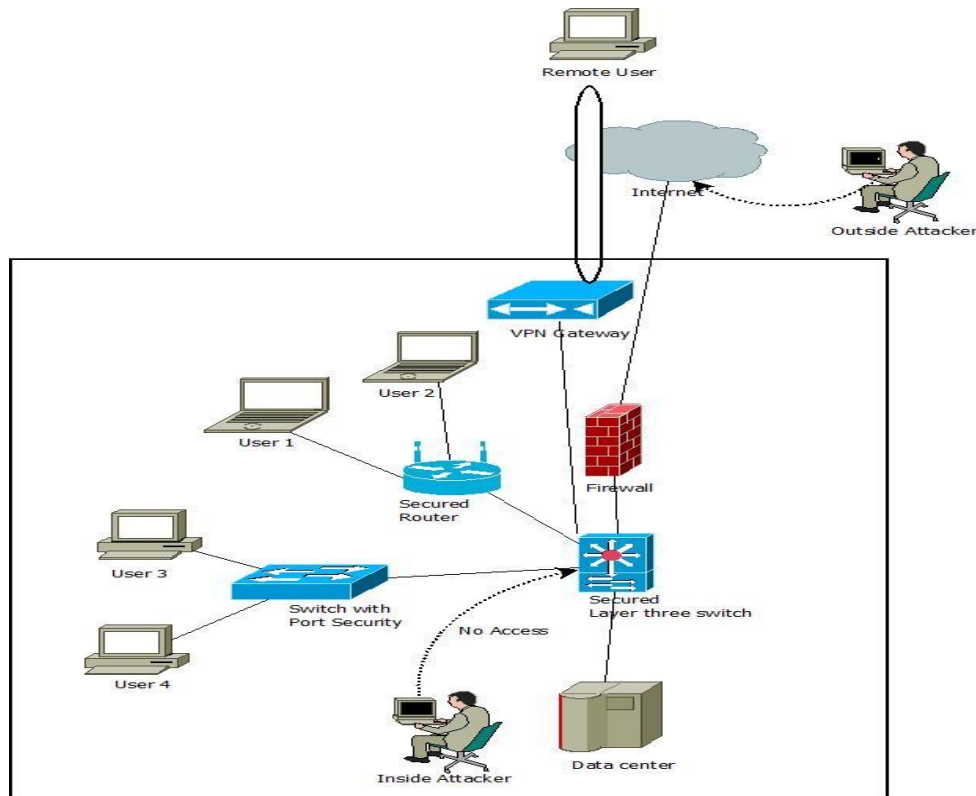 Remote User
Internet
Outside Attacker
VPN Gateway
User 2
User 1
Firewall
Secured
Router
User 3
Switch with
Port Security
Secured
Layer three switch
No Access
User 4
Inside Attacker
Data center